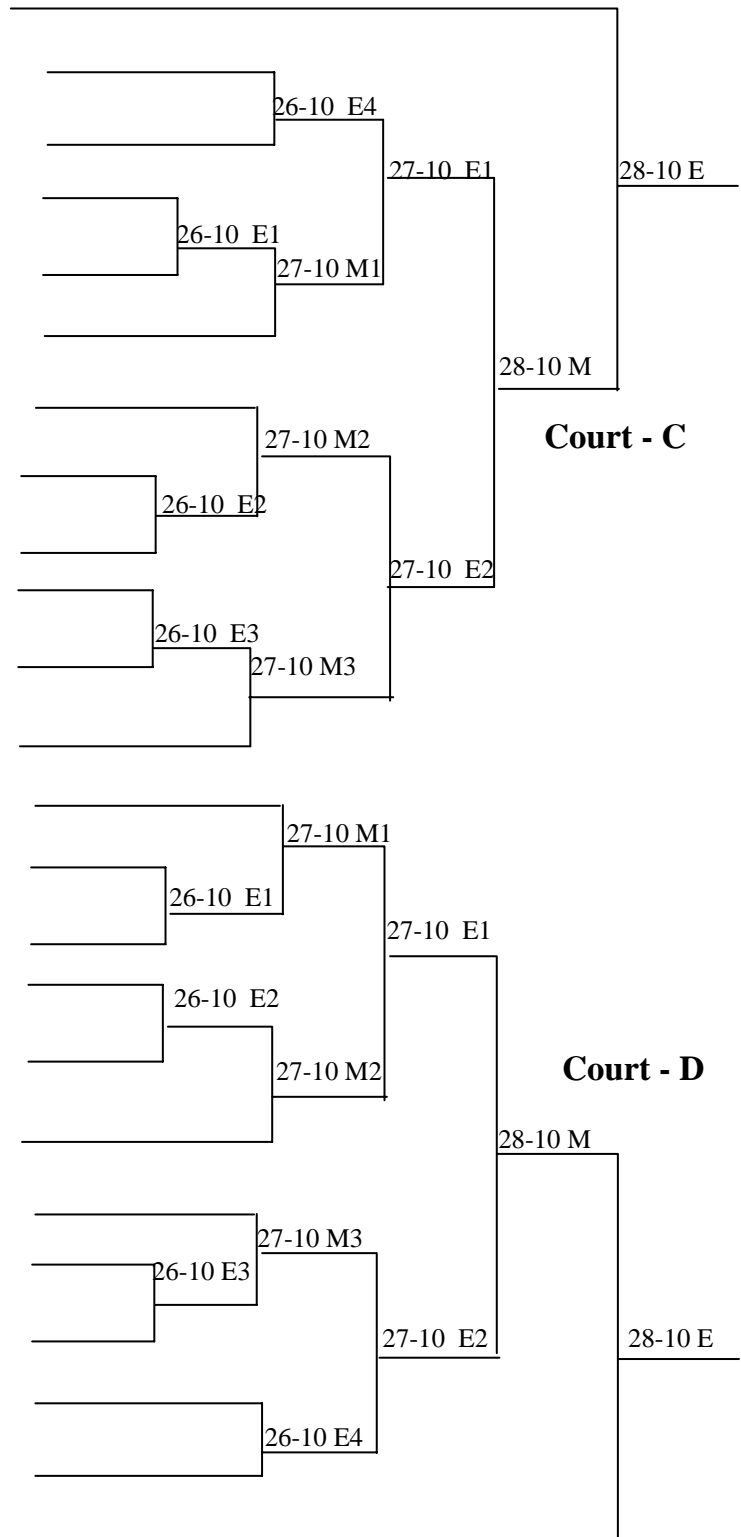 26-10 E4
27-10 E1
28-10 E
26-10 E1
27-10 M1
28-10 M
Court - C
27-10 M2
26-10 E2
27-10 E2
26-10 E3
27-10 M3
27-10 M1
26-10 E1
27-10 E1
26-10 E2
Court - D
27-10 M2
28-10 M
27-10 M3
26-10 E3
27-10 E2
28-10 E
26-10 E4